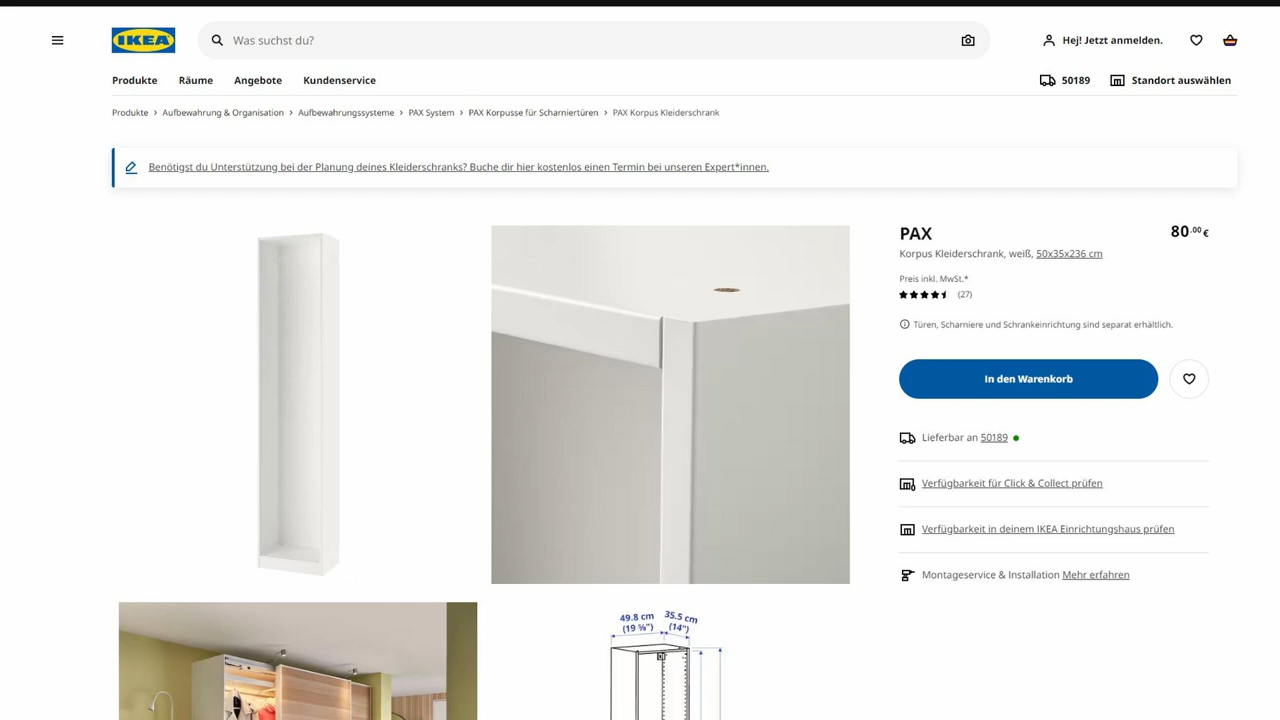 IKEA
Was suchst du?
Hej! Jetzt anmelden.
Produkte Räume Angebote Kundenservice
50189 Standort auswählen
Produkte › Aufbewahrung & Organisation › Aufbewahrungssysteme › PAX System › PAX Korpusse für Scharniertüren › PAX Korpus Kleiderschrank
Benötigst du Unterstützung bei der Planung deines Kleiderschranks? Buche dir hier kostenlos einen Termin bei unseren Expert*innen.
PAX 80.00€
Korpus Kleiderschrank, weiß, 50x35x236 cm
Preis inkl. MwSt.*
(27)
Türen, Scharniere und Schrankeinrichtung sind separat erhältlich.
In den Warenkorb
Lieferbar an 50189
Verfügbarkeit für Click & Collect prüfen
Verfügbarkeit in deinem IKEA Einrichtungshaus prüfen
Montageservice & Installation Mehr erfahren
49.8 cm 35.5 cm
(19 ⅝") (14")